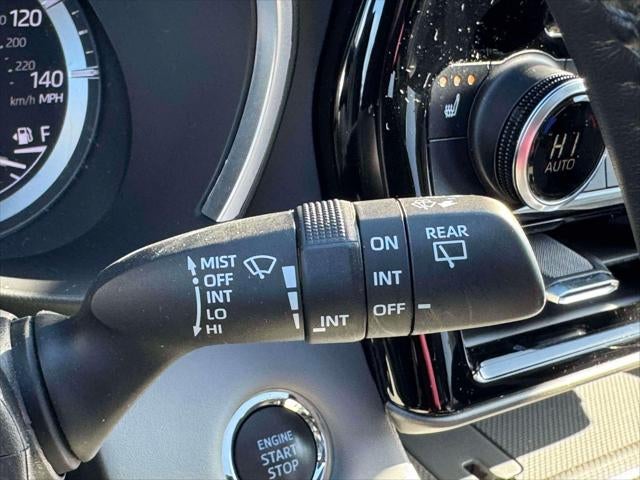 120
200
220
140
km/h MPH
F
HI
AUTO
MIST
OFF
INT
LO
HI
INT
ON
INT
OFF
REAR
ENGINE
START
STOP